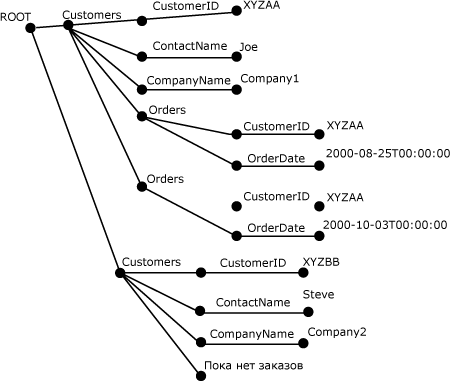 ROOT
Customers
CustomerID
XYZAA
ContactName
Joe
CompanyName
Company1
Orders
CustomerID
XYZAA
OrderDate
2000-08-25T00:00:00
Orders
CustomerID
XYZAA
OrderDate
2000-10-03T00:00:00
Customers
CustomerID
XYZBB
ContactName
Steve
CompanyName
Company2
Пока нет заказов